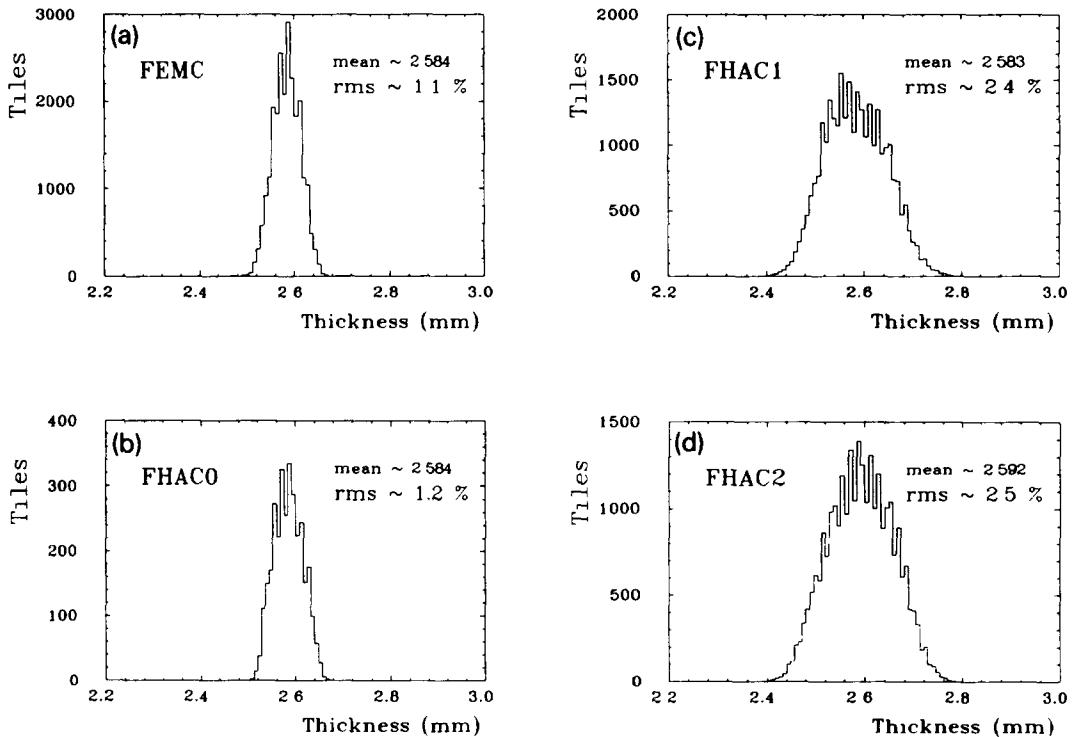 (a)
FEMC
mean ~ 2 584
rms ~ 1 1 %
Tiles
3000
2000
1000
0
2.2
2.4
2 6
2.8
3.0
Thickness (mm)
(c)
FHAC1
mean ~ 2 583
rms ~ 2 4 %
Tiles
2000
1500
1000
500
0
2.2
2.4
2.6
2.8
3.0
Thickness (mm)
(b)
FHAC0
mean ~ 2 584
rms ~ 1.2 %
Tiles
400
300
200
100
0
2.2
2.4
2 6
2.8
3.0
Thickness (mm)
(d)
FHAC2
mean ~ 2 592
rms ~ 2 5 %
Tiles
1500
1000
500
0
2 2
2.4
2 6
2.8
3.0
Thickness (mm)